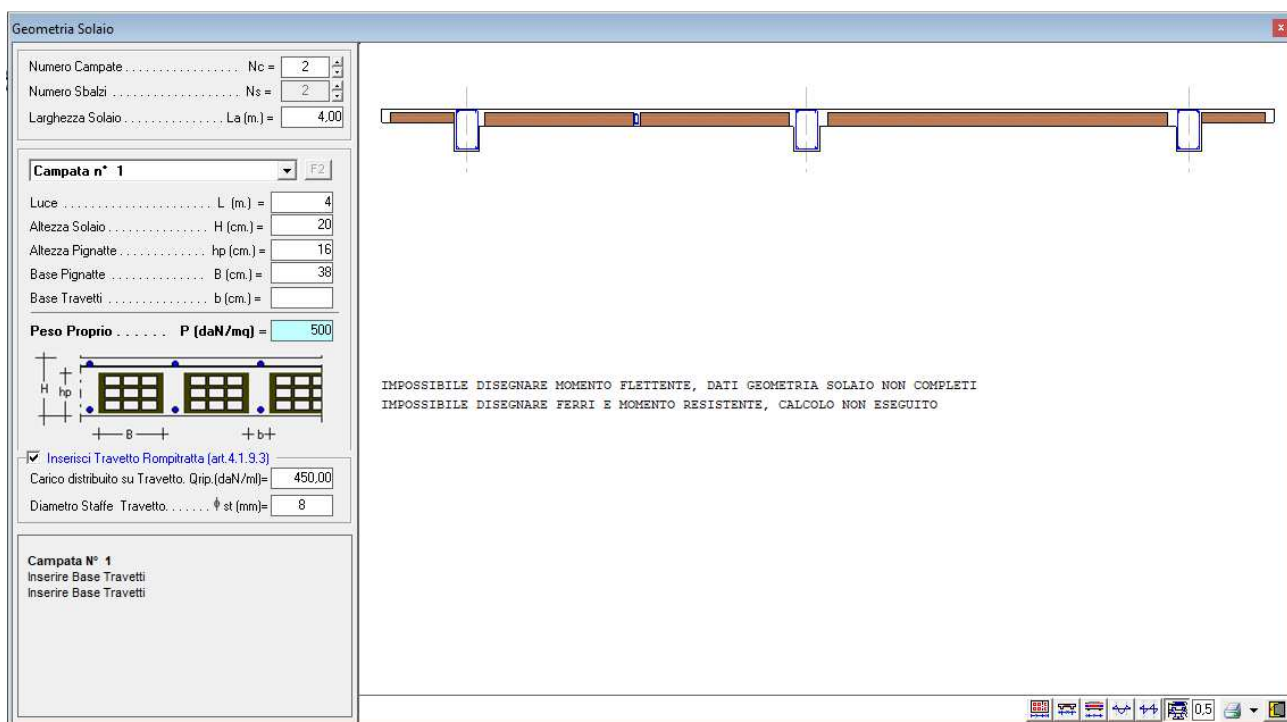 Geometria Solaio
Numero Campate . . . . . . . . . . . . . . . . . Nc = 2
Numero Sbalzi . . . . . . . . . . . . . . . . . . . Ns = 2
Larghezza Solaio . . . . . . . . . . . . . . La (m.) = 4,00
Campata n° 1 F2
Luce . . . . . . . . . . . . . . . . . . . . . . L (m.) = 4
Altezza Solaio . . . . . . . . . . . . . . . H (cm.) = 20
Altezza Pignatte . . . . . . . . . . . . . hp (cm.) = 16
Base Pignatte . . . . . . . . . . . . . . B (cm.) = 38
Base Travetti . . . . . . . . . . . . . . . b (cm.) =
Peso Proprio . . . . . . P (daN/mq) = 500
H hp
B b
Inserisci Travetto Rompitratta (art.4.1.9.3)
Carico distribuito su Travetto. Qrip.(daN/ml)= 450,00
Diametro Staffe Travetto. . . . . . . ϕ st (mm)= 8
Campata N° 1
Inserire Base Travetti
Inserire Base Travetti
IMPOSSIBILE DISEGNARE MOMENTO FLETTENTE, DATI GEOMETRIA SOLAIO NON COMPLETI
IMPOSSIBILE DISEGNARE FERRI E MOMENTO RESISTENTE, CALCOLO NON ESEGUITO
0,5